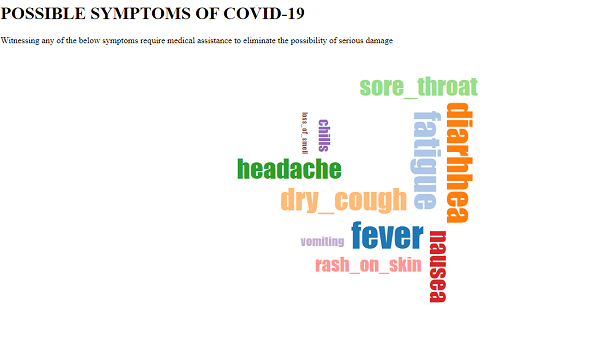 POSSIBLE SYMPTOMS OF COVID-19
Witnessing any of the below symptoms require medical assistance to eliminate the possibility of serious damage
sore_throat
diarhhea
fatigue
loss_of_smell
chills
headache
dry_cough
fever
vomiting
nausea
rash_on_skin